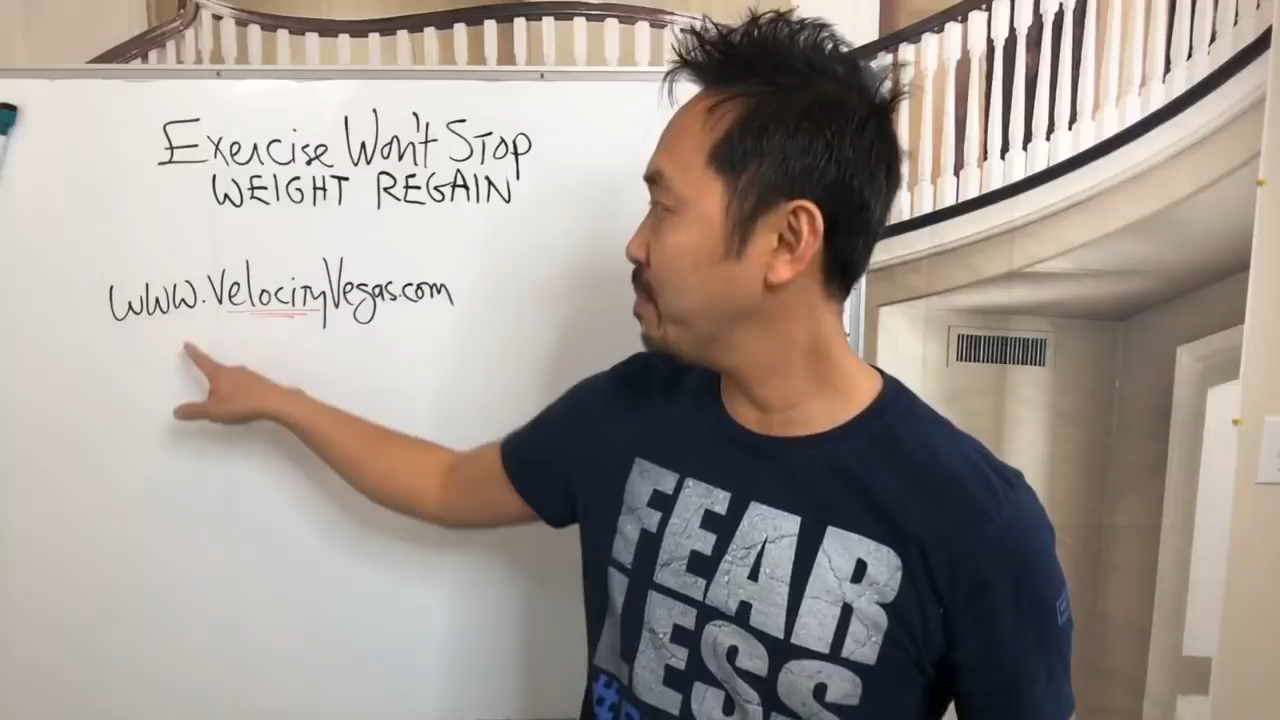 Exercise Won't Stop
WEIGHT REGAIN
www.VelocityVegas.com
FEAR
LESS